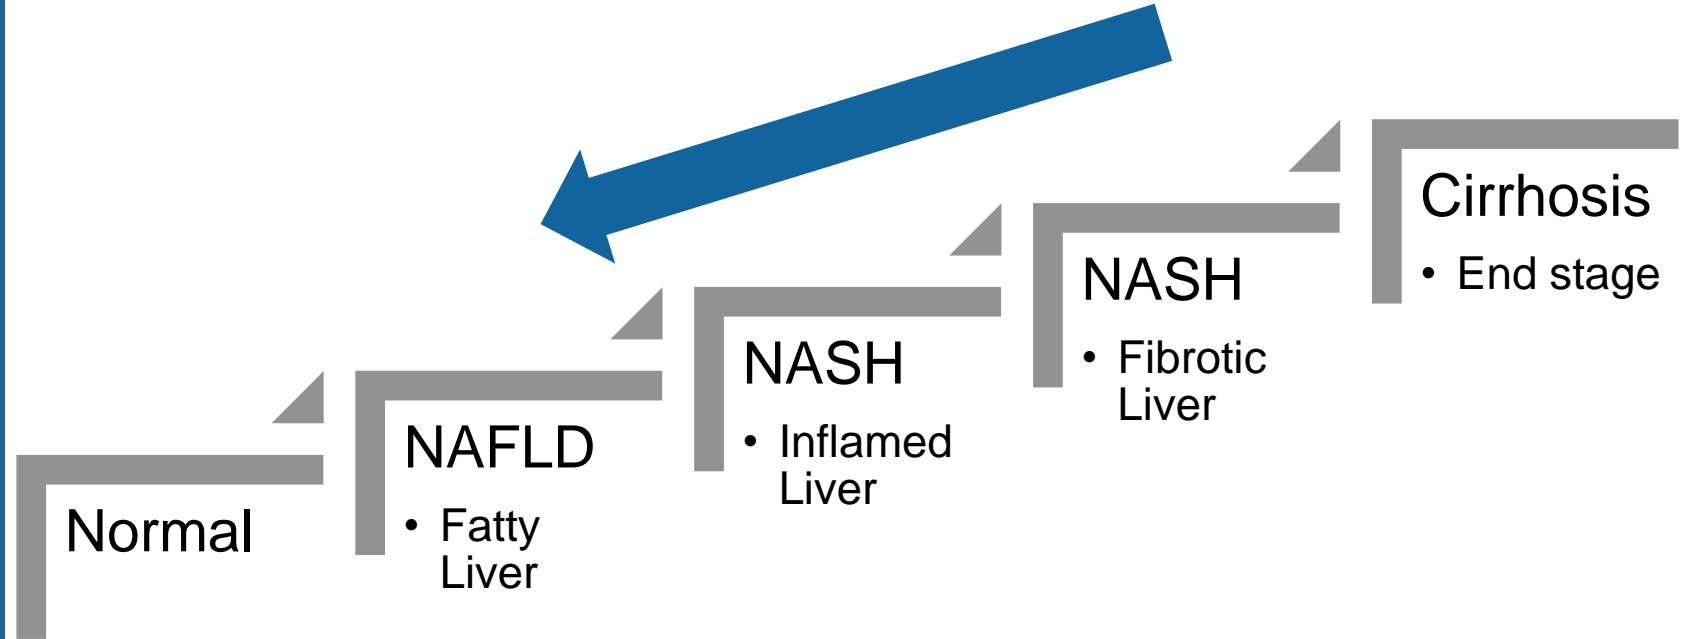 Normal
NAFLD
• Fatty
Liver
NASH
• Inflamed
Liver
NASH
• Fibrotic
Liver
Cirrhosis
• End stage